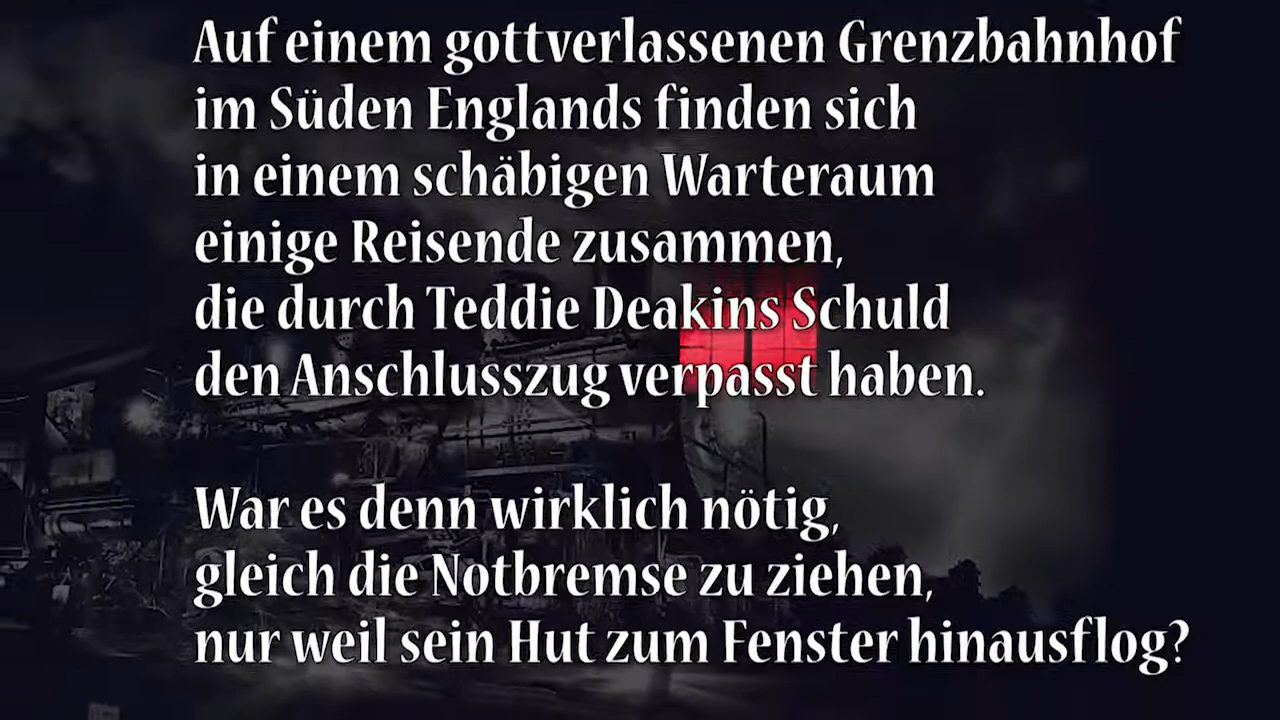 Auf einem gottverlassenen Grenzbahnhof
im Süden Englands finden sich
in einem schäbigen Warteraum
einige Reisende zusammen,
die durch Teddie Deakins Schuld
den Anschlusszug verpasst haben.
War es denn wirklich nötig,
gleich die Notbremse zu ziehen,
nur weil sein Hut zum Fenster hinausflog?